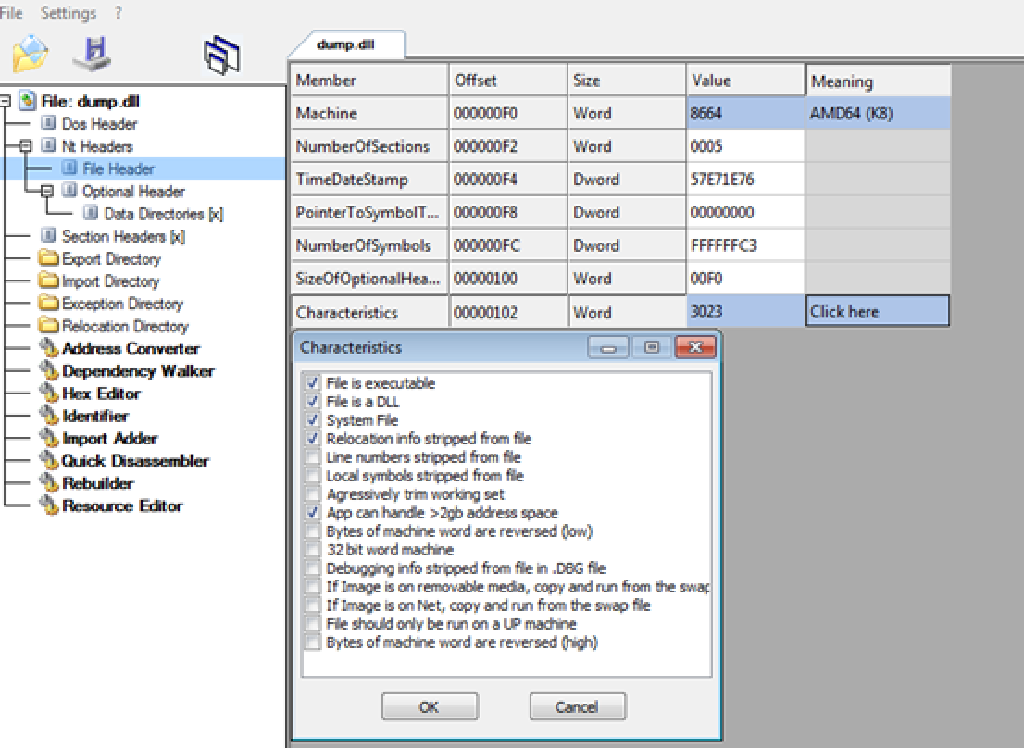 File Settings ?
dump.dll
Member Offset Size Value Meaning
Machine 000000F0 Word 8664 AMD64 (K8)
NumberOfSections 000000F2 Word 0005
TimeDateStamp 000000F4 Dword 57E71E76
PointerToSymbolT... 000000F8 Dword 00000000
NumberOfSymbols 000000FC Dword FFFFFFC3
SizeOfOptionalHea... 00000100 Word 00F0
Characteristics 00000102 Word 3023 Click here
File: dump.dll
Dos Header
Nt Headers
File Header
Optional Header
Data Directories [x]
Section Headers [x]
Export Directory
Import Directory
Exception Directory
Relocation Directory
Address Converter
Dependency Walker
Hex Editor
Identifier
Import Adder
Quick Disassembler
Rebuilder
Resource Editor
Characteristics
File is executable
File is a DLL
System File
Relocation info stripped from file
Line numbers stripped from file
Local symbols stripped from file
Agressively trim working set
App can handle >2gb address space
Bytes of machine word are reversed (low)
32 bit word machine
Debugging info stripped from file in .DBG file
If Image is on removable media, copy and run from the swap
If Image is on Net, copy and run from the swap file
File should only be run on a UP machine
Bytes of machine word are reversed (high)
OK Cancel